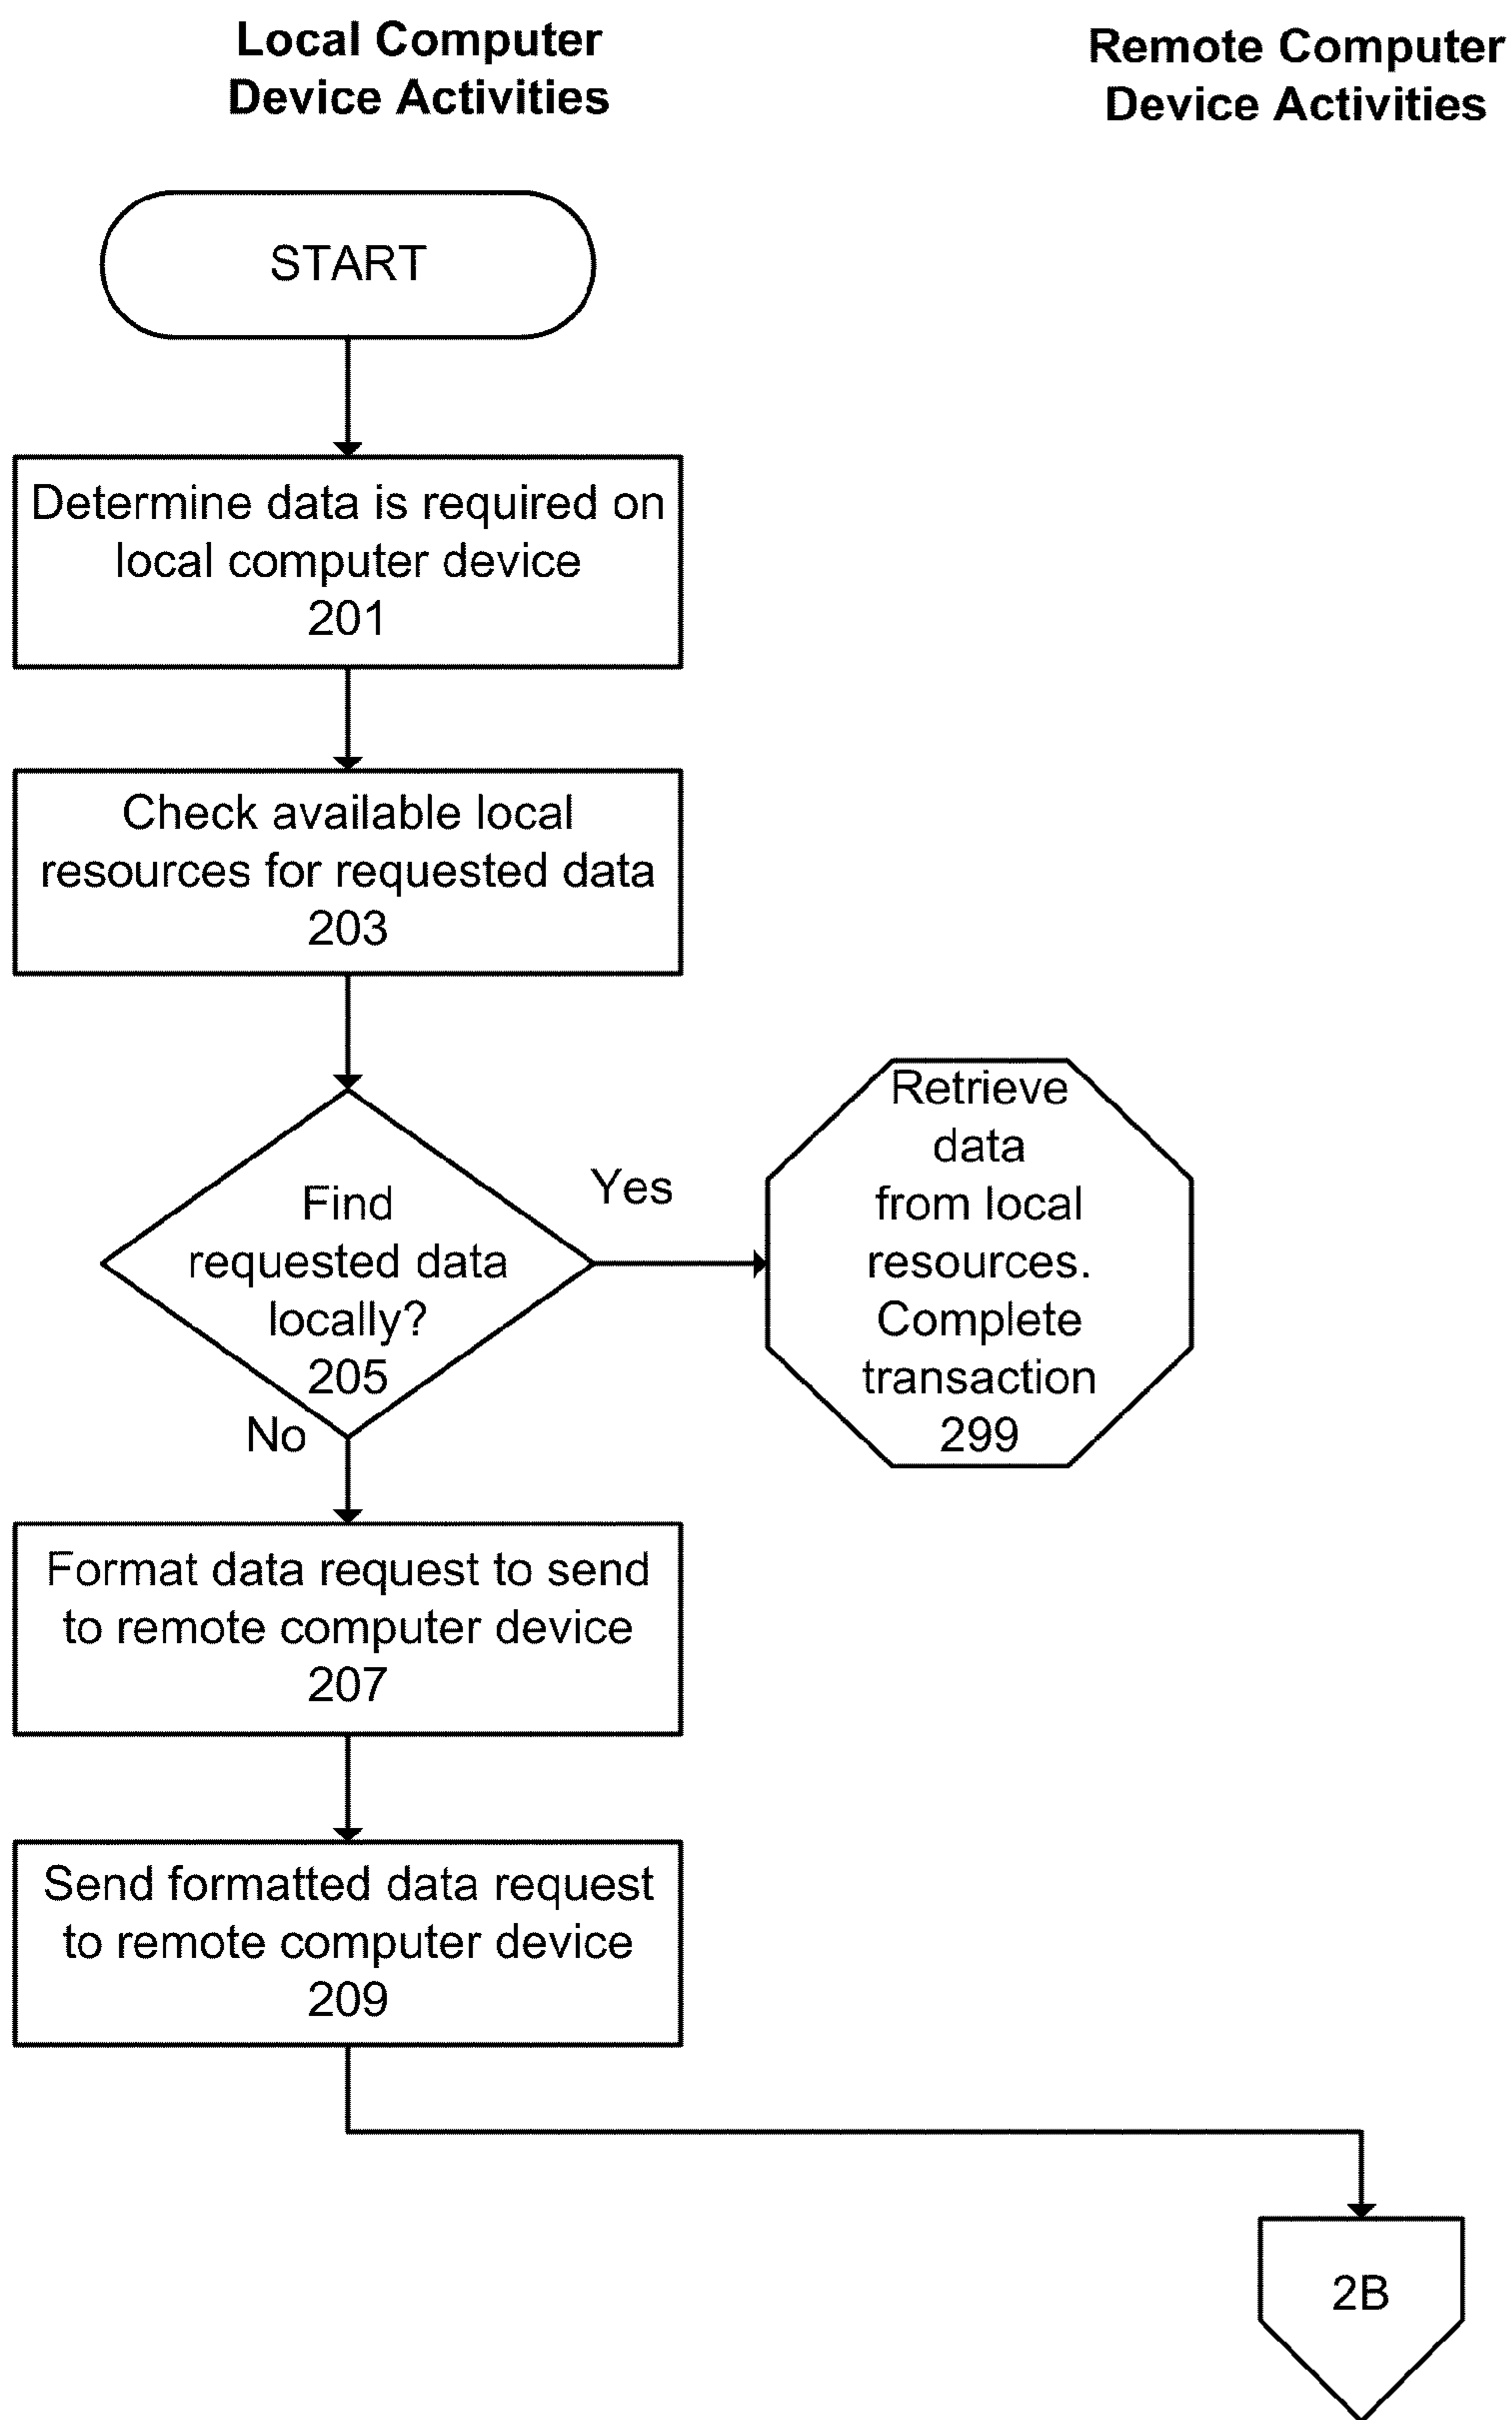 Local Computer
Device Activities
Remote Computer
Device Activities
START
Determine data is required on
local computer device
201
Check available local
resources for requested data
203
Find
requested data
locally?
205
Yes
Retrieve
data
from local
resources.
Complete
transaction
299
No
Format data request to send
to remote computer device
207
Send formatted data request
to remote computer device
209
2B